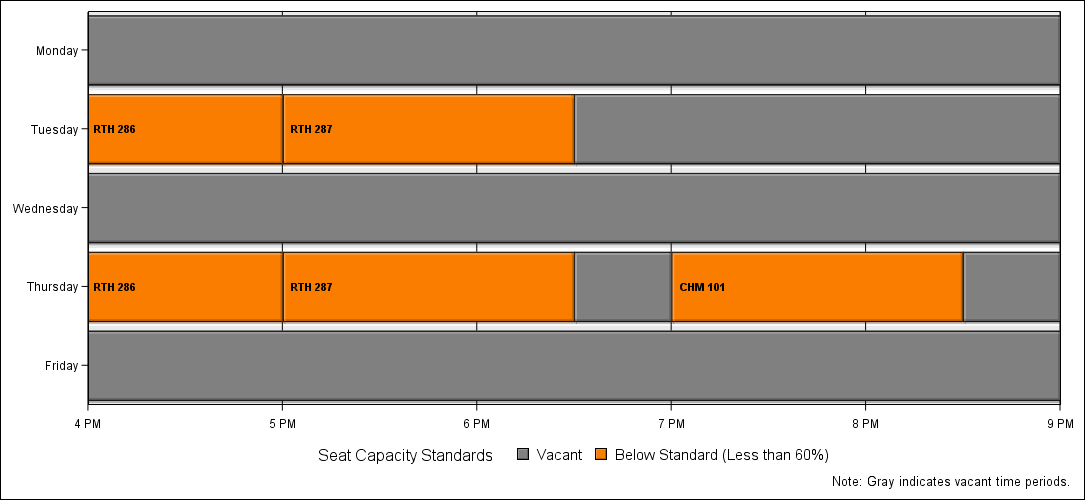 Monday
Tuesday
RTH 286
RTH 287
Wednesday
Thursday
RTH 286
RTH 287
CHM 101
Friday
4 PM
5 PM
6 PM
7 PM
8 PM
9 PM
Seat Capacity Standards
Vacant
Below Standard (Less than 60%)
Note: Gray indicates vacant time periods.